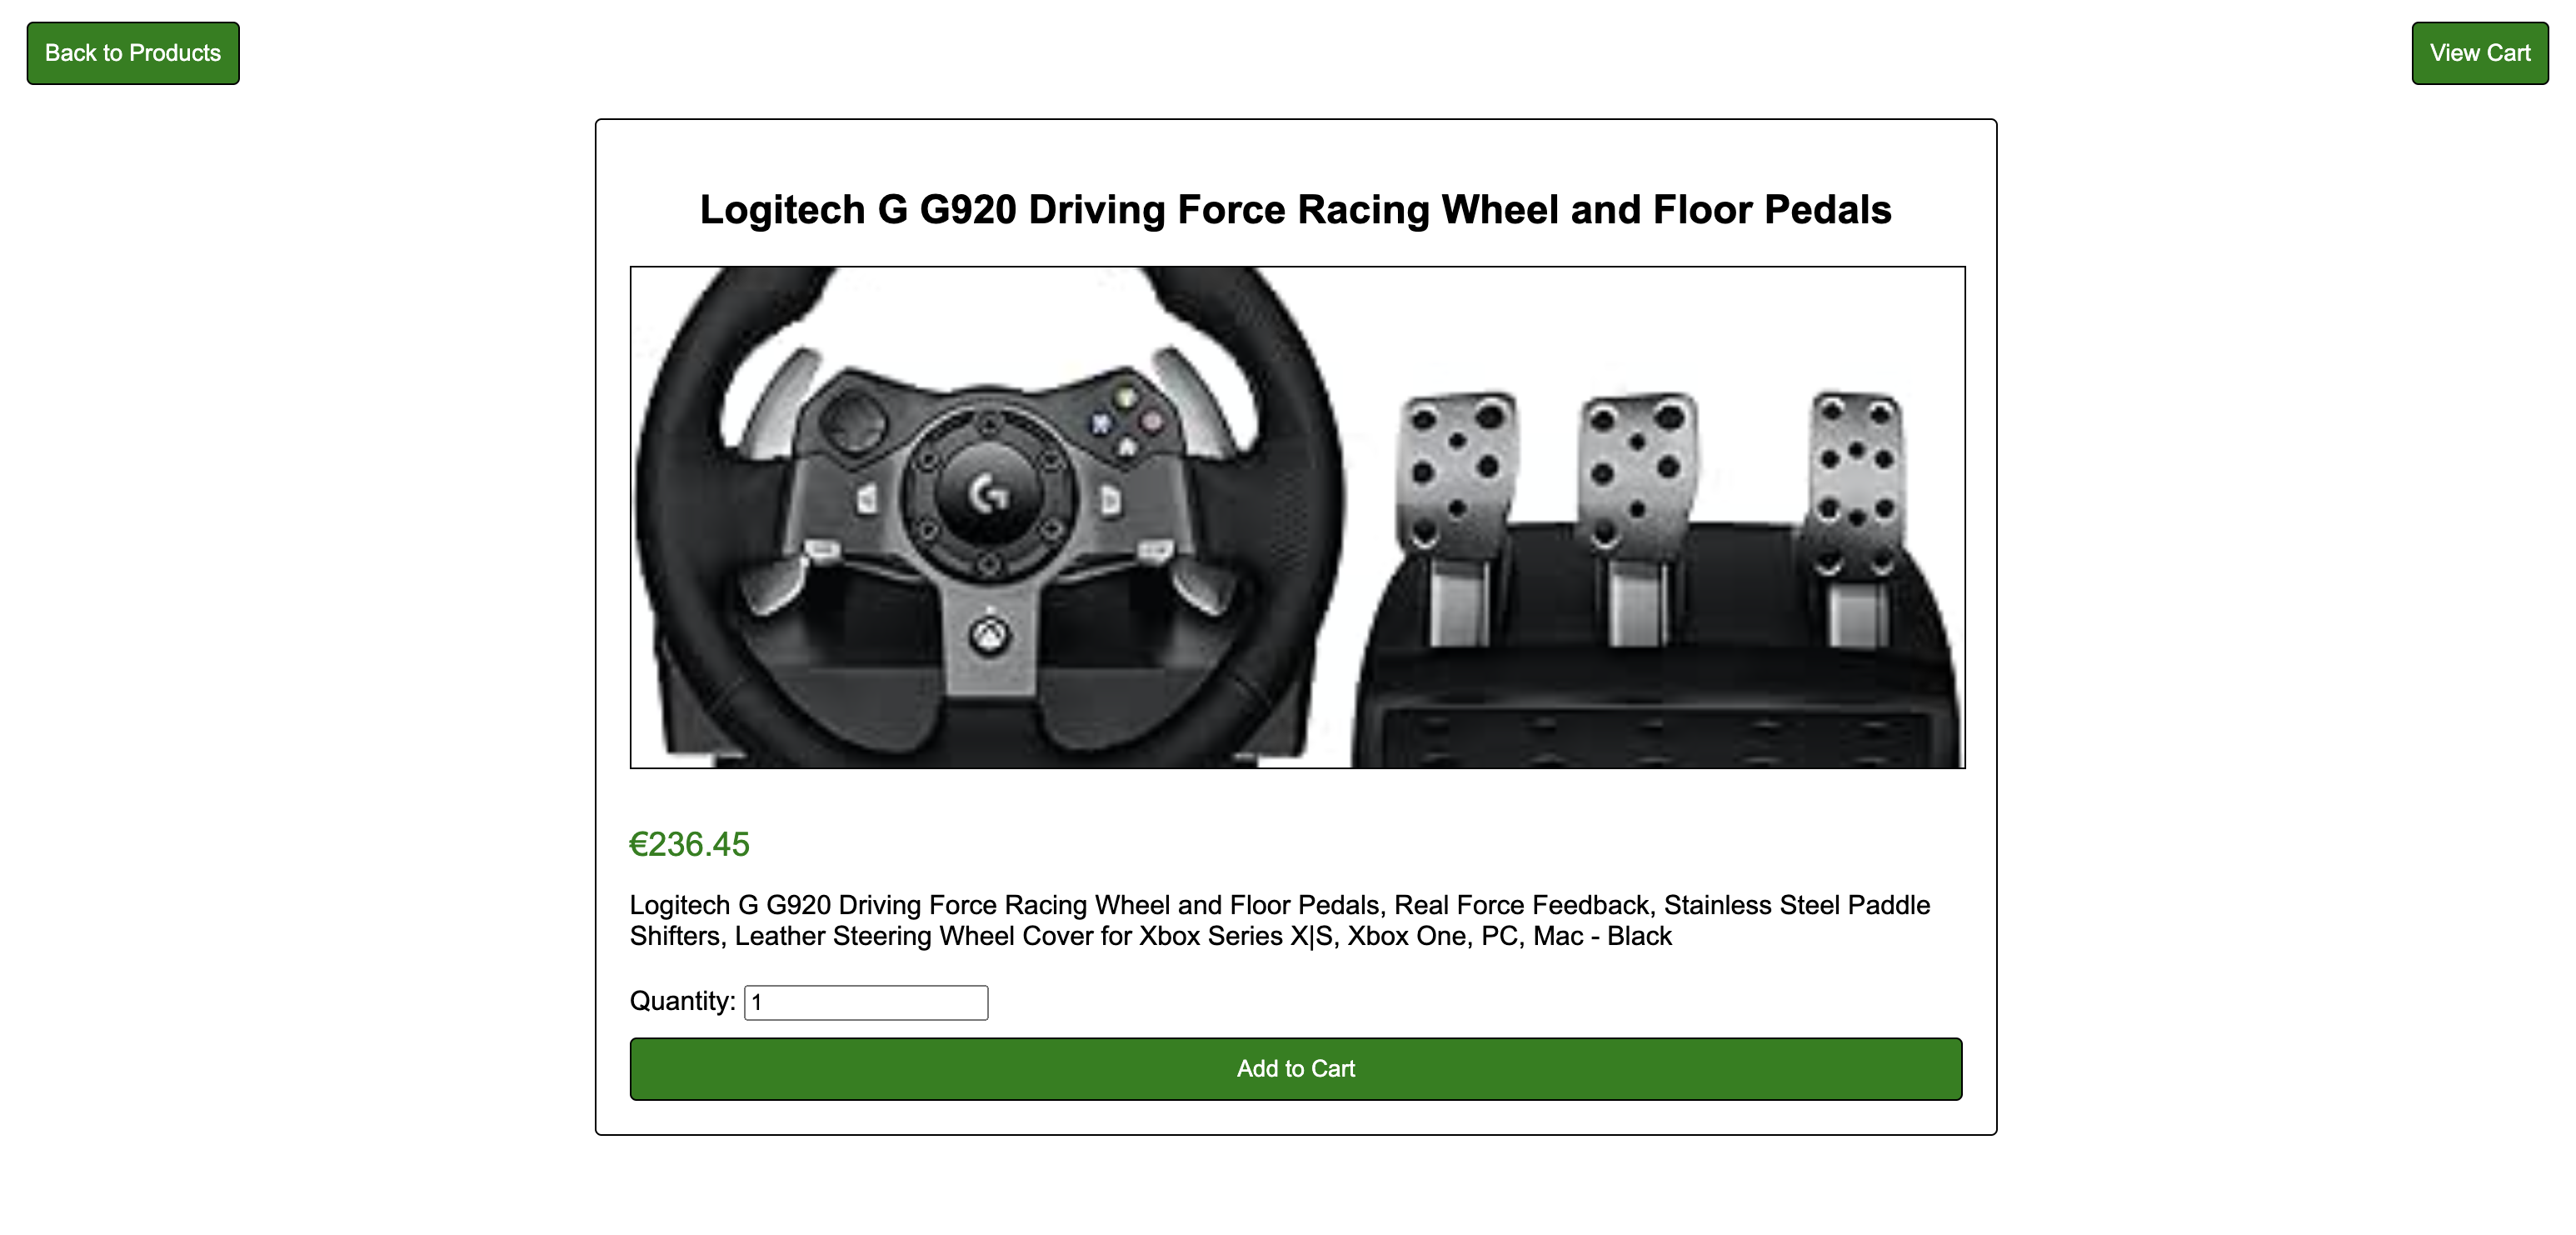 Back to Products
View Cart
Logitech G G920 Driving Force Racing Wheel and Floor Pedals
€236.45
Logitech G G920 Driving Force Racing Wheel and Floor Pedals, Real Force Feedback, Stainless Steel Paddle
Shifters, Leather Steering Wheel Cover for Xbox Series X|S, Xbox One, PC, Mac - Black
Quantity: 1
Add to Cart